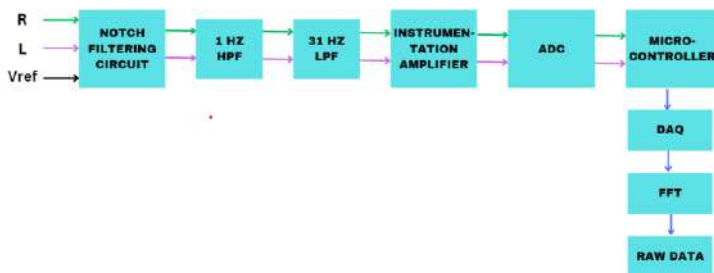 R
L
Vref
NOTCH
FILTERING
CIRCUIT
1 HZ
HPF
31 HZ
LPF
INSTRUMEN-
TATION
AMPLIFIER
ADC
MICRO-
CONTROLLER
DAQ
FFT
RAW DATA